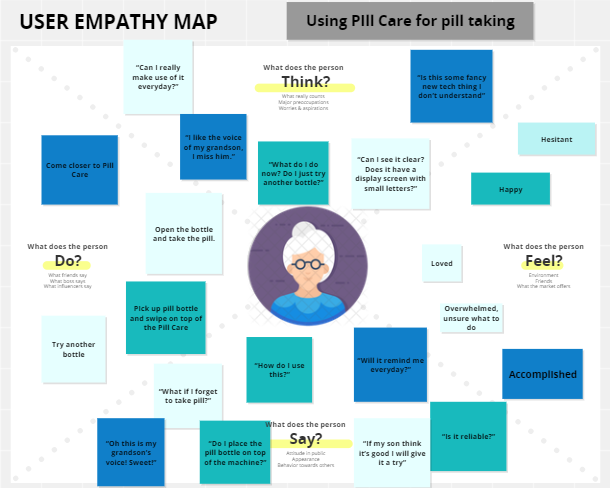 USER EMPATHY MAP
Using PIll Care for pill taking
"Can I really
make use of it
everyday?"
What does the person
Think?
What really counts
Major preoccupations
Worries & aspirations
"Is this some fancy
new tech thing I
don't understand"
"I like the voice
of my grandson,
I miss him."
Hesitant
Come closer to Pill
Care
"What do I do
now? Do I just try
another bottle?"
"Can I see it clear?
Does it have a
display screen with
small letters?"
Happy
Open the bottle
and take the pill.
What does the person
Do?
What friends say
What boss says
What influencers say
Loved
What does the person
Feel?
Environment
Friends
What the market offers
Pick up pill bottle
and swipe on top of
the Pill Care
Overwhelmed,
unsure what to
do
Try another
bottle
"How do I use
this?"
"Will it remind me
everyday?"
Accomplished
"What if I forget
to take pill?"
"Oh this is my
grandson's
voice! Sweet!"
"Do I place the
pill bottle on top
of the machine?"
What does the person
Say?
Attitude in public
Appearance
Behavior towards others
"If my son think
it's good I will give
it a try"
"Is it reliable?"